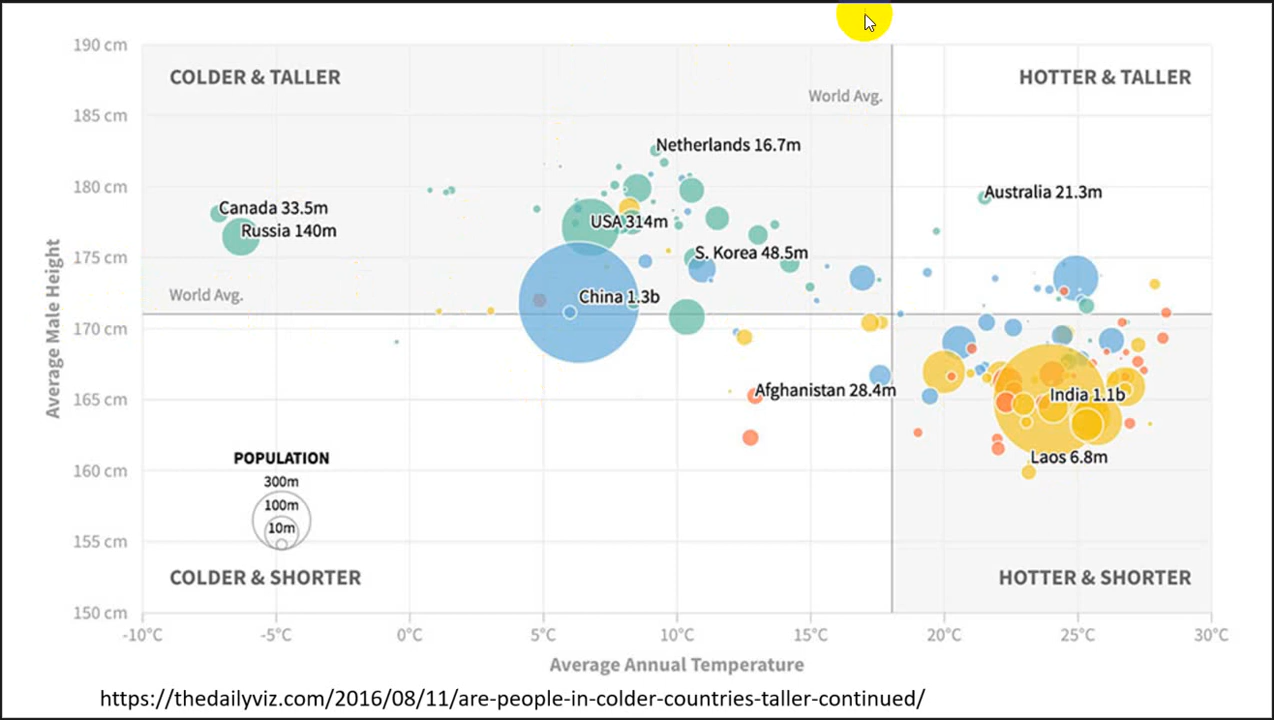 190 cm
COLDER & TALLER
HOTTER & TALLER
World Avg.
185 cm
Netherlands 16.7m
180 cm
Australia 21.3m
Canada 33.5m
USA 314m
Russia 140m
175 cm
S. Korea 48.5m
World Avg.
China 1.3b
170 cm
Average Male Height
165 cm
Afghanistan 28.4m
India 1.1b
POPULATION
Laos 6.8m
160 cm
300m
100m
10m
155 cm
COLDER & SHORTER
HOTTER & SHORTER
150 cm
-10°C -5°C 0°C 5°C 10°C 15°C 20°C 25°C 30°C
Average Annual Temperature
https://thedailyviz.com/2016/08/11/are-people-in-colder-countries-taller-continued/